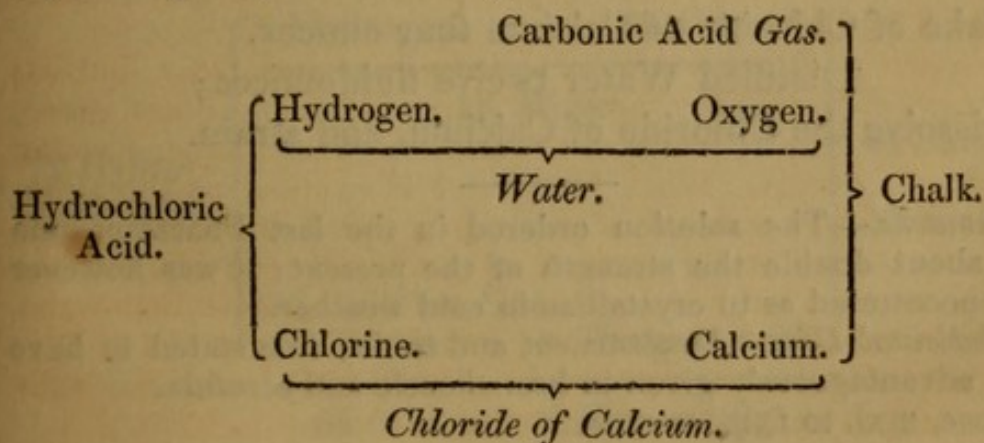 Carbonic Acid Gas.
Hydrogen. Oxygen.
Water.
Hydrochloric
Acid.
Chalk.
Chlorine. Calcium.
Chloride of Calcium.